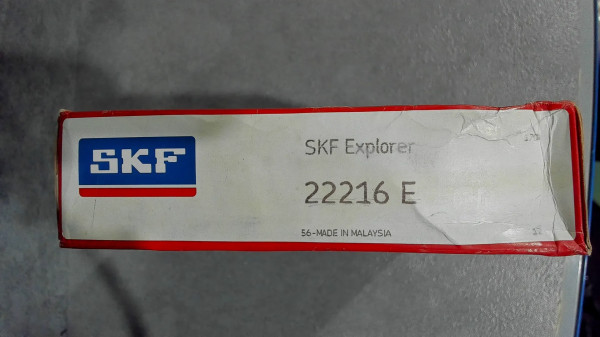 SKF
SKF Explorer
22216 E
56-MADE IN MALAYSIA